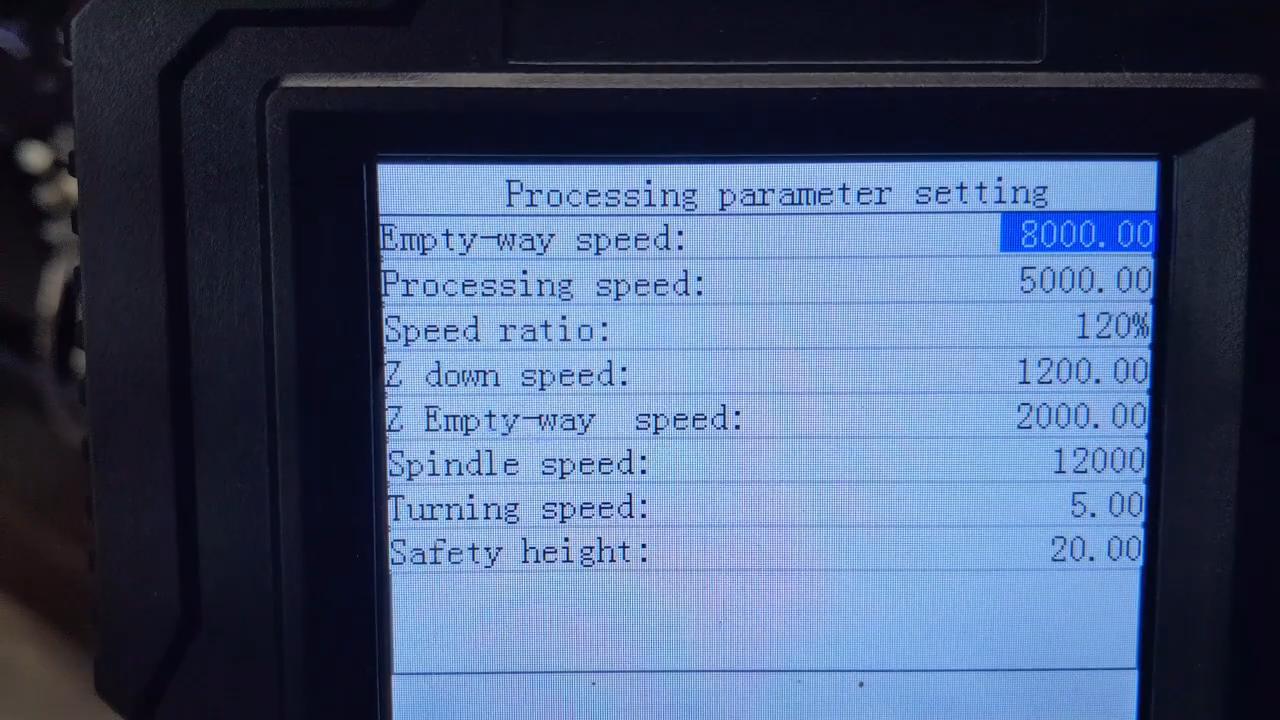 Processing parameter setting
Empty-way speed: 8000.00
Processing speed: 5000.00
Speed ratio: 120%
Z down speed: 1200.00
Z Empty-way speed: 2000.00
Spindle speed: 12000
Turning speed: 5.00
Safety height: 20.00